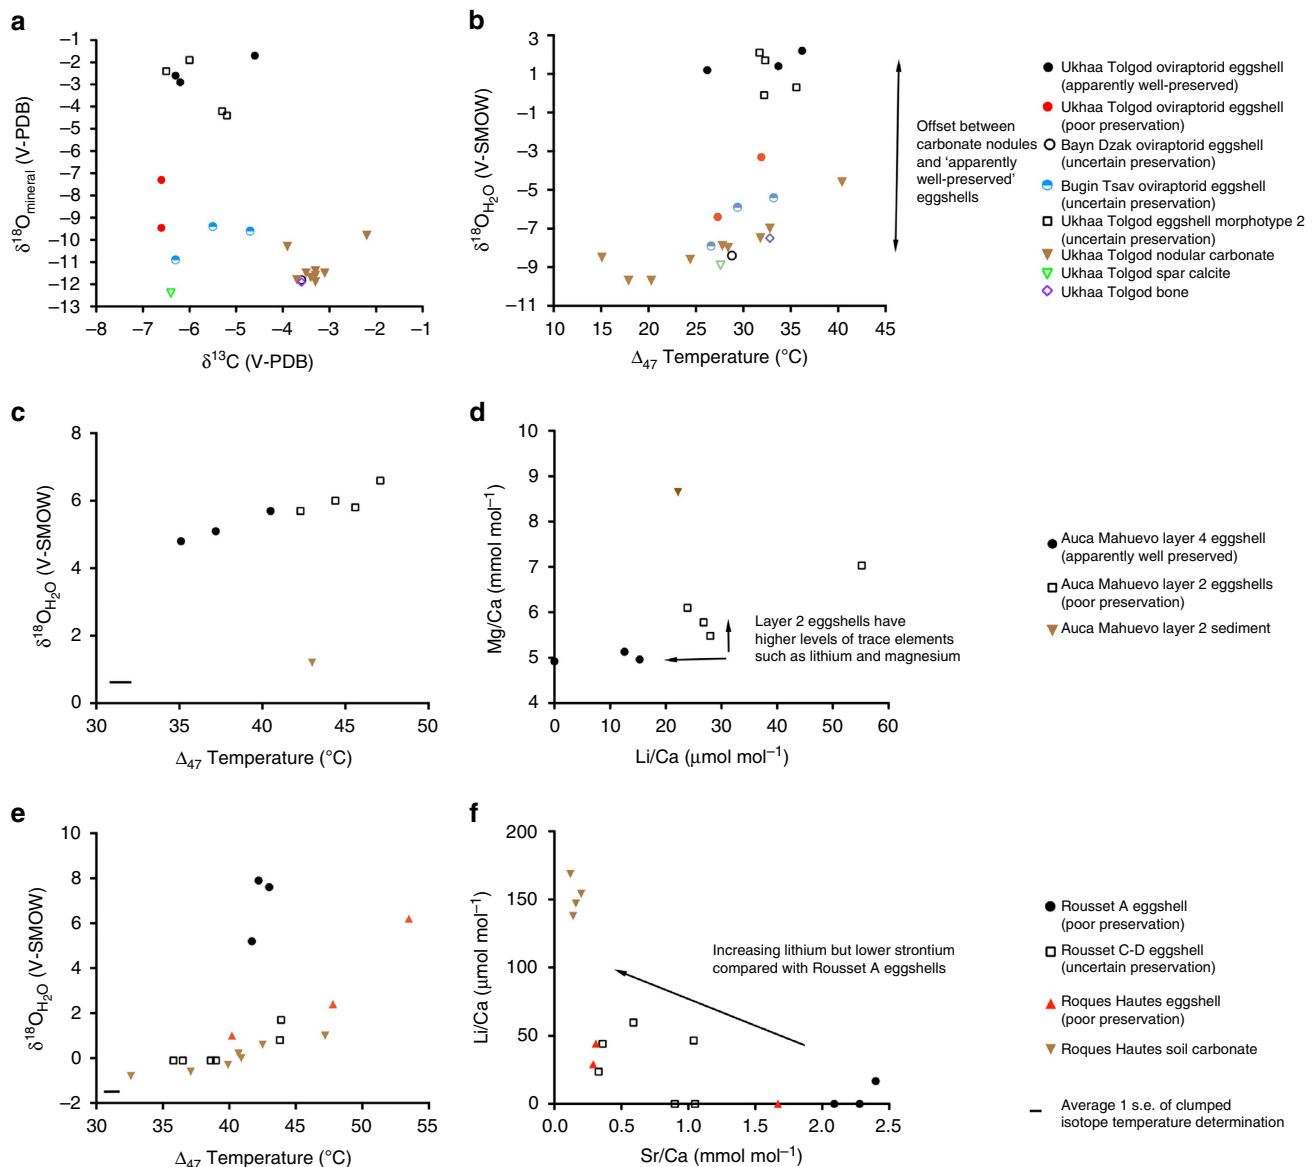 a
−1
−2
−3
−4
−5
−6
−7
−8
−9
−10
−11
−12
−13
−8 −7 −6 −5 −4 −3 −2 −1
δ18Omineral (V-PDB)
δ13C (V-PDB)
b
3
1
−1
−3
−5
−7
−9
−11
10 15 20 25 30 35 40 45
δ18OH2O (V-SMOW)
Δ47 Temperature (°C)
Offset between
carbonate nodules
and ‘apparently
well-preserved’
eggshells
Ukhaa Tolgod oviraptorid eggshell
(apparently well-preserved)
Ukhaa Tolgod oviraptorid eggshell
(poor preservation)
Bayn Dzak oviraptorid eggshell
(uncertain preservation)
Bugin Tsav oviraptorid eggshell
(uncertain preservation)
Ukhaa Tolgod eggshell morphotype 2
(uncertain preservation)
Ukhaa Tolgod nodular carbonate
Ukhaa Tolgod spar calcite
Ukhaa Tolgod bone
c
8
6
4
2
0
30 35 40 45 50
δ18OH2O (V-SMOW)
Δ47 Temperature (°C)
d
10
9
8
7
6
5
4
0 10 20 30 40 50 60
Mg/Ca (mmol mol−1)
Li/Ca (μmol mol−1)
Layer 2 eggshells have
higher levels of trace elements
such as lithium and magnesium
Auca Mahuevo layer 4 eggshell
(apparently well preserved)
Auca Mahuevo layer 2 eggshells
(poor preservation)
Auca Mahuevo layer 2 sediment
e
10
8
6
4
2
0
−2
30 35 40 45 50 55
δ18OH2O (V-SMOW)
Δ47 Temperature (°C)
f
200
150
100
50
0
0 0.5 1.0 1.5 2.0 2.5
Li/Ca (μmol mol−1)
Sr/Ca (mmol mol−1)
Increasing lithium but lower strontium
compared with Rousset A eggshells
Rousset A eggshell
(poor preservation)
Rousset C-D eggshell
(uncertain preservation)
Roques Hautes eggshell
(poor preservation)
Roques Hautes soil carbonate
Average 1 s.e. of clumped
isotope temperature determination